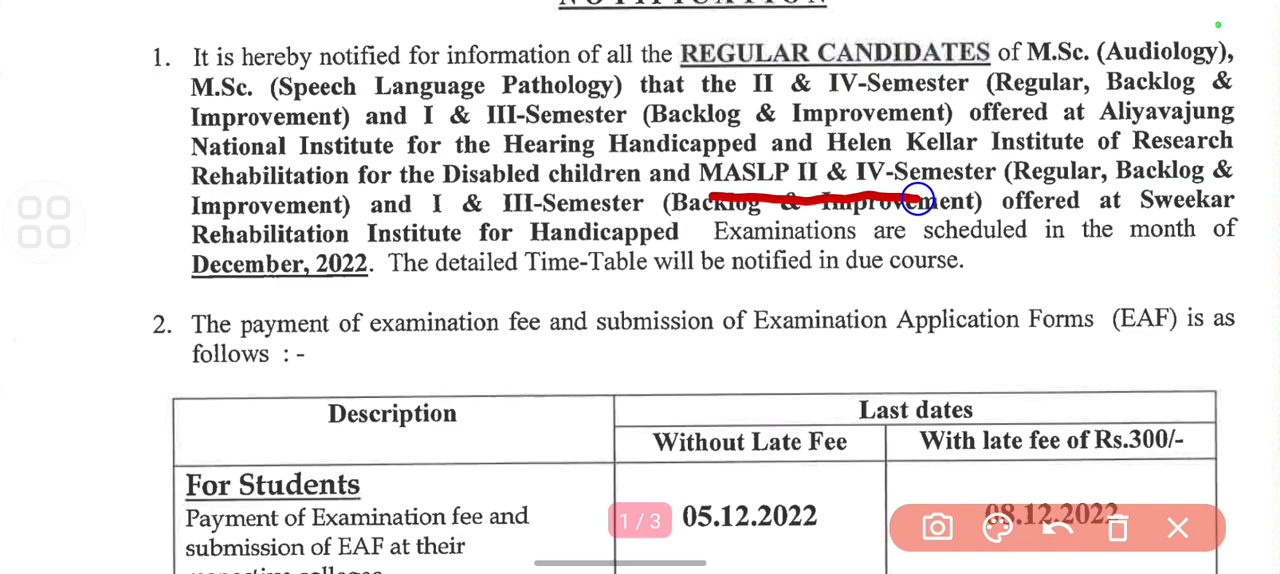 1. It is hereby notified for information of all the REGULAR CANDIDATES of M.Sc. (Audiology),
M.Sc. (Speech Language Pathology) that the II & IV-Semester (Regular, Backlog &
Improvement) and I & III-Semester (Backlog & Improvement) offered at Aliyavajung
National Institute for the Hearing Handicapped and Helen Kellar Institute of Research
Rehabilitation for the Disabled children and MASLP II & IV-Semester (Regular, Backlog &
Improvement) and I & III-Semester (Backlog & Improvement) offered at Sweekar
Rehabilitation Institute for Handicapped Examinations are scheduled in the month of
December, 2022. The detailed Time-Table will be notified in due course.
2. The payment of examination fee and submission of Examination Application Forms (EAF) is as
follows : -
Description
Last dates
Without Late Fee
With late fee of Rs.300/-
For Students
Payment of Examination fee and
submission of EAF at their
05.12.2022
08.12.2022
1 / 3